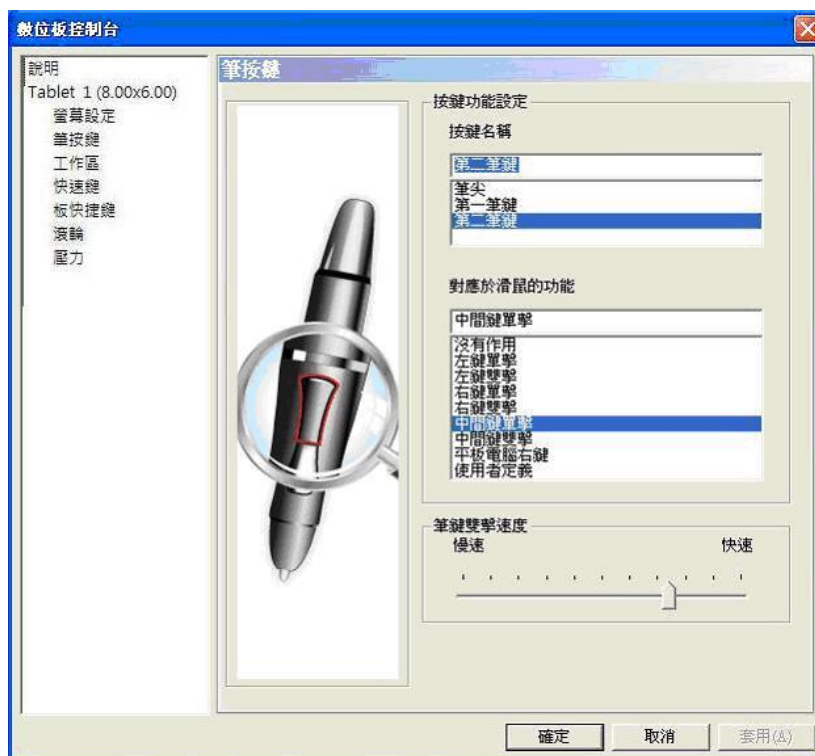 數位板控制台
說明
Tablet 1 (8.00x6.00)
螢幕設定
筆按鍵
工作區
快速鍵
板快捷鍵
滾輪
壓力
筆按鍵
按鍵功能設定
按鍵名稱
第二筆鍵
筆尖
第一筆鍵
第二筆鍵
對應於滑鼠的功能
中間鍵單擊
沒有作用
左鍵單擊
左鍵雙擊
右鍵單擊
右鍵雙擊
中間鍵單擊
中間鍵雙擊
平板電腦右鍵
使用者定義
筆鍵雙擊速度
慢速 快速
確定 取消 套用(A)